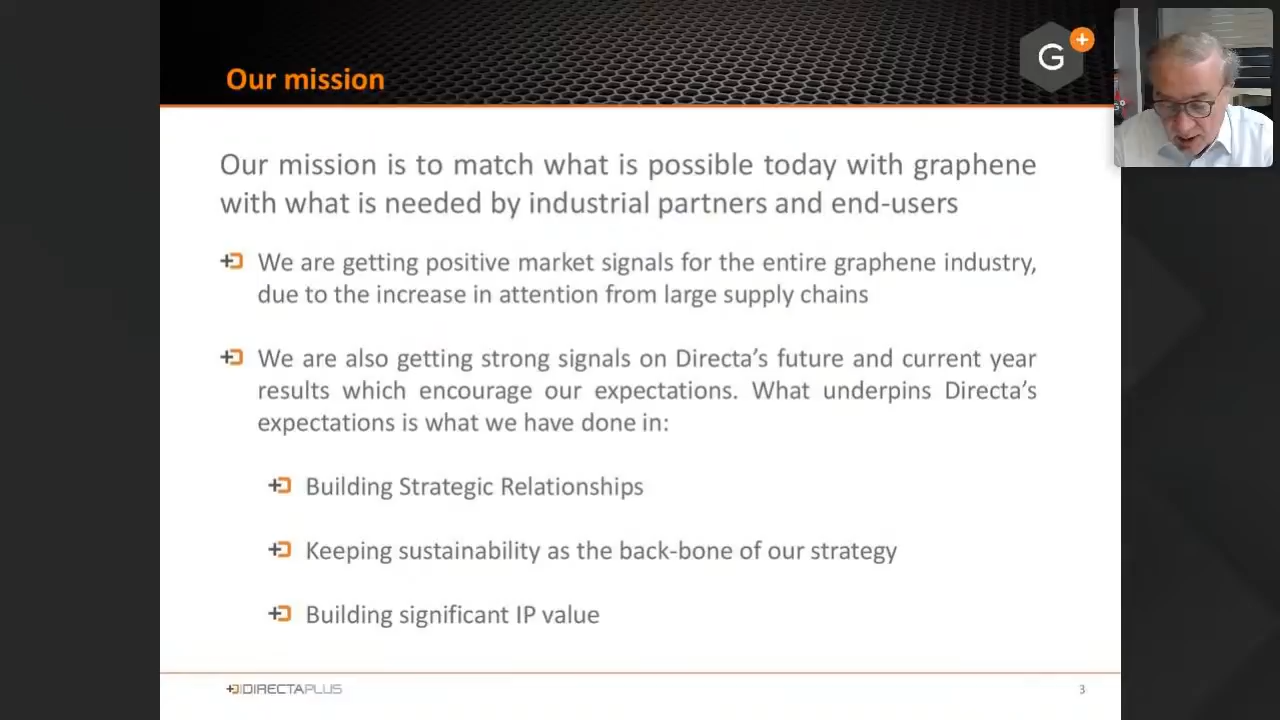 Our mission
G
Our mission is to match what is possible today with graphene
with what is needed by industrial partners and end-users
We are getting positive market signals for the entire graphene industry,
due to the increase in attention from large supply chains
We are also getting strong signals on Directa’s future and current year
results which encourage our expectations. What underpins Directa’s
expectations is what we have done in:
Building Strategic Relationships
Keeping sustainability as the back-bone of our strategy
Building significant IP value
DIRECTAPLUS
3